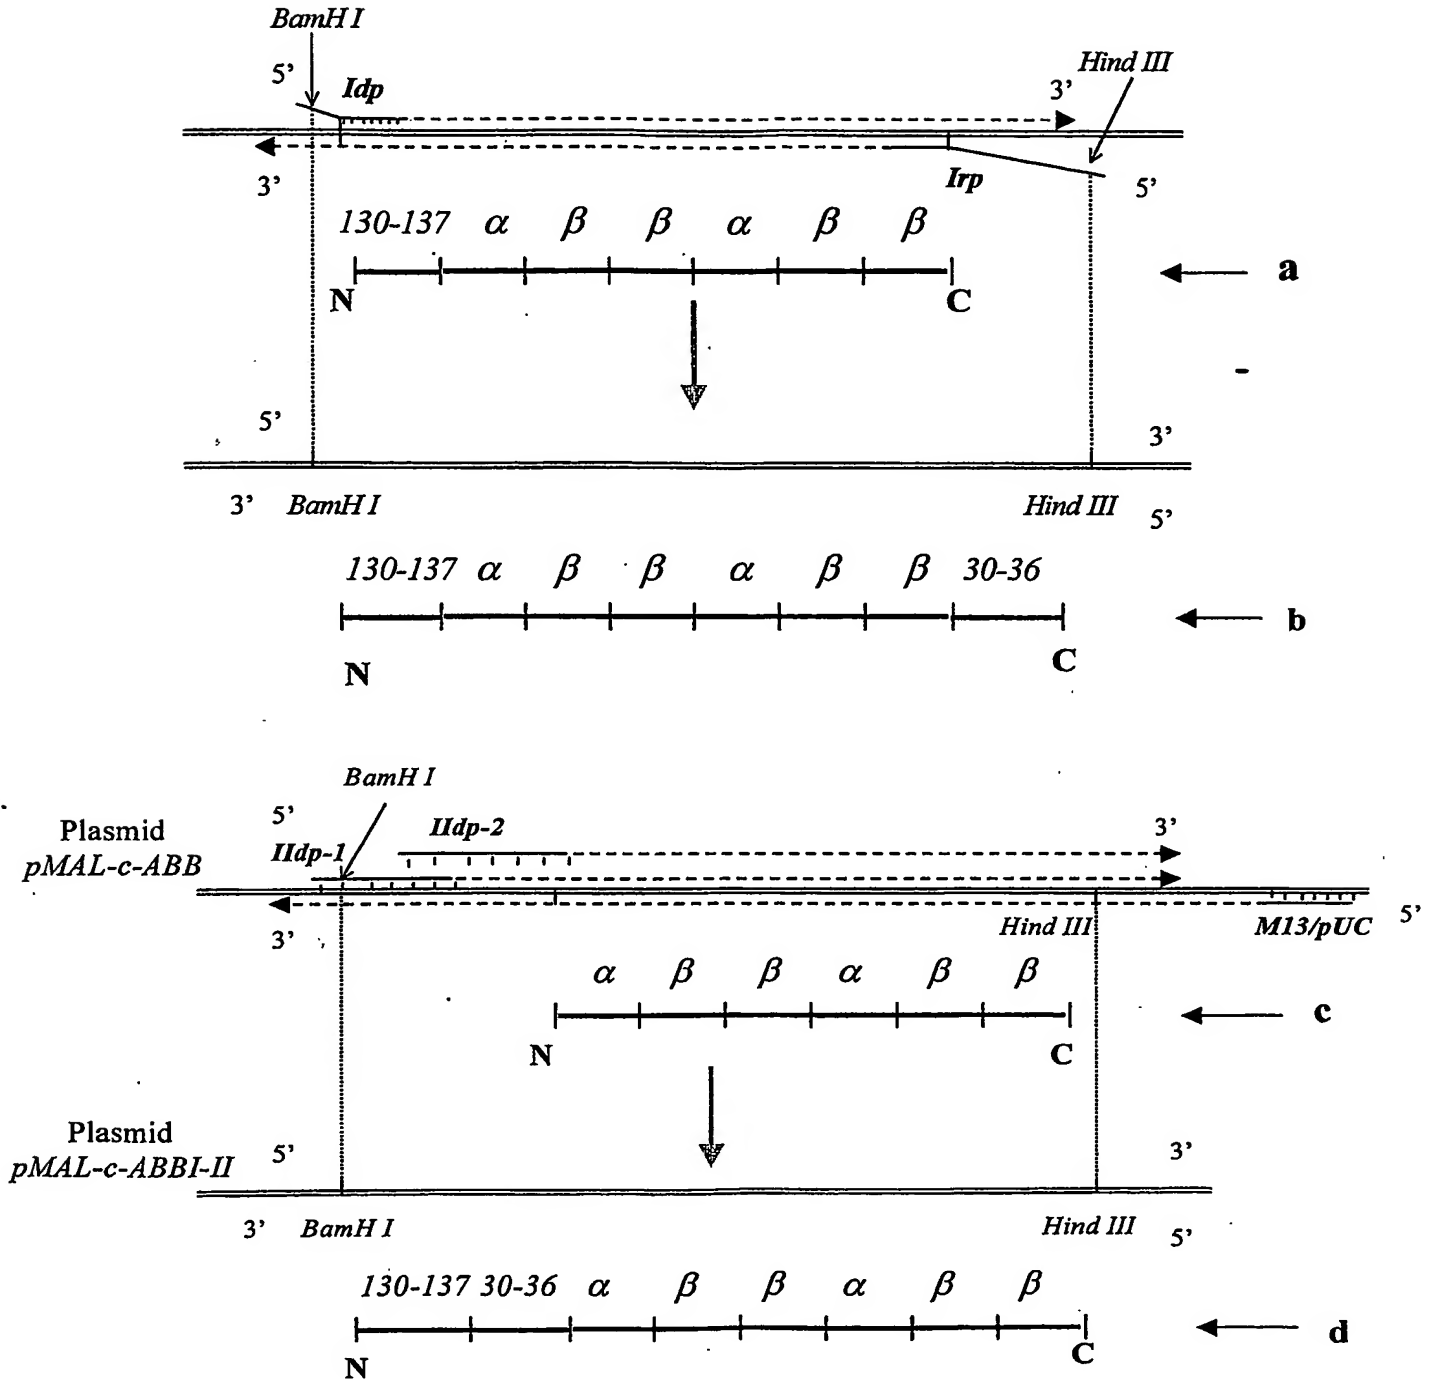 BamH I
5’ Idp 3’ Hind III
3’ Irp 5’
130-137 α β β α β β
N C a
5’ 3’
3’ BamH I Hind III 5’
130-137 α β β α β β 30-36
N C b
BamH I
Plasmid 5’ IIdp-2 3’
pMAL-c-ABB IIdp-1
3’ Hind III M13/pUC 5’
α β β α β β
N C c
Plasmid 5’ 3’
pMAL-c-ABBI-II
3’ BamH I Hind III 5’
130-137 30-36 α β β α β β
N C d